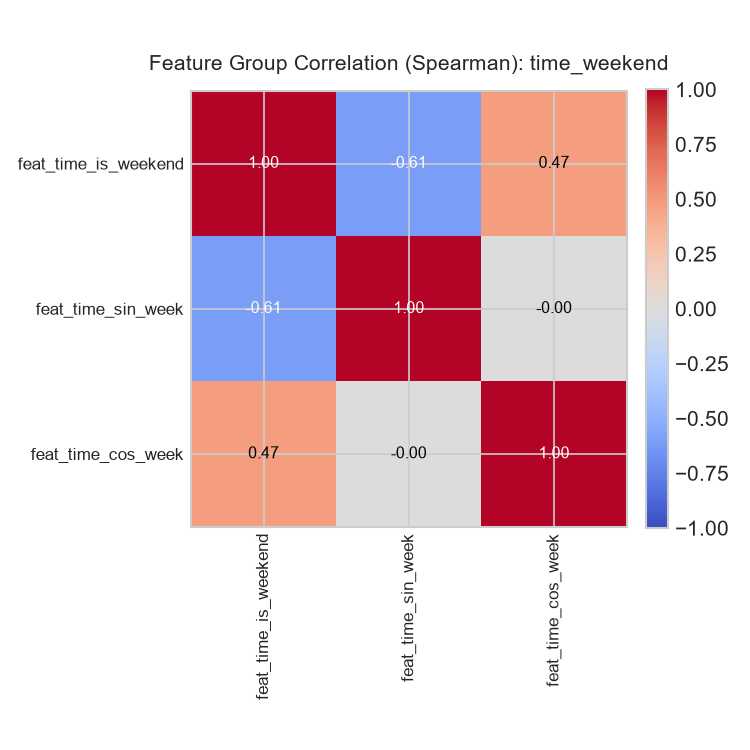 Feature Group Correlation (Spearman): time_weekend
feat_time_is_weekend
1.00
-0.61
0.47
feat_time_sin_week
-0.61
1.00
-0.00
feat_time_cos_week
0.47
-0.00
1.00
feat_time_is_weekend
feat_time_sin_week
feat_time_cos_week
1.00
0.75
0.50
0.25
0.00
−0.25
−0.50
−0.75
−1.00